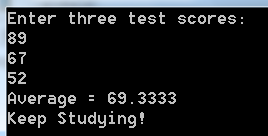 Enter three test scores:
89
67
52
Average = 69.3333
Keep Studying!